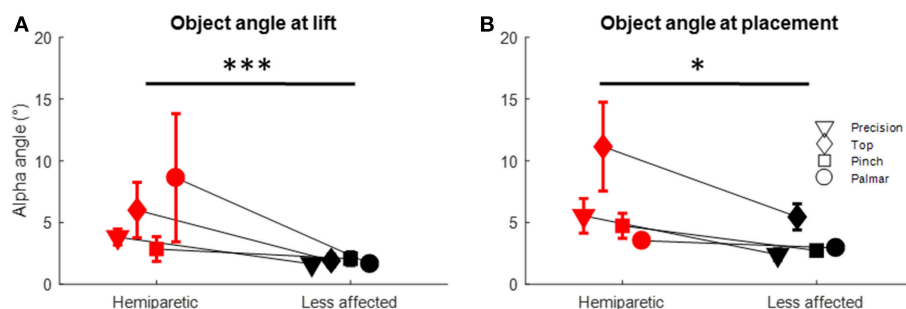 A
Object angle at lift
20
15
10
5
0
Alpha angle (°)
***
Hemiparetic
Less affected
B
Object angle at placement
20
15
10
5
0
*
Precision
Top
Pinch
Palmar
Hemiparetic
Less affected